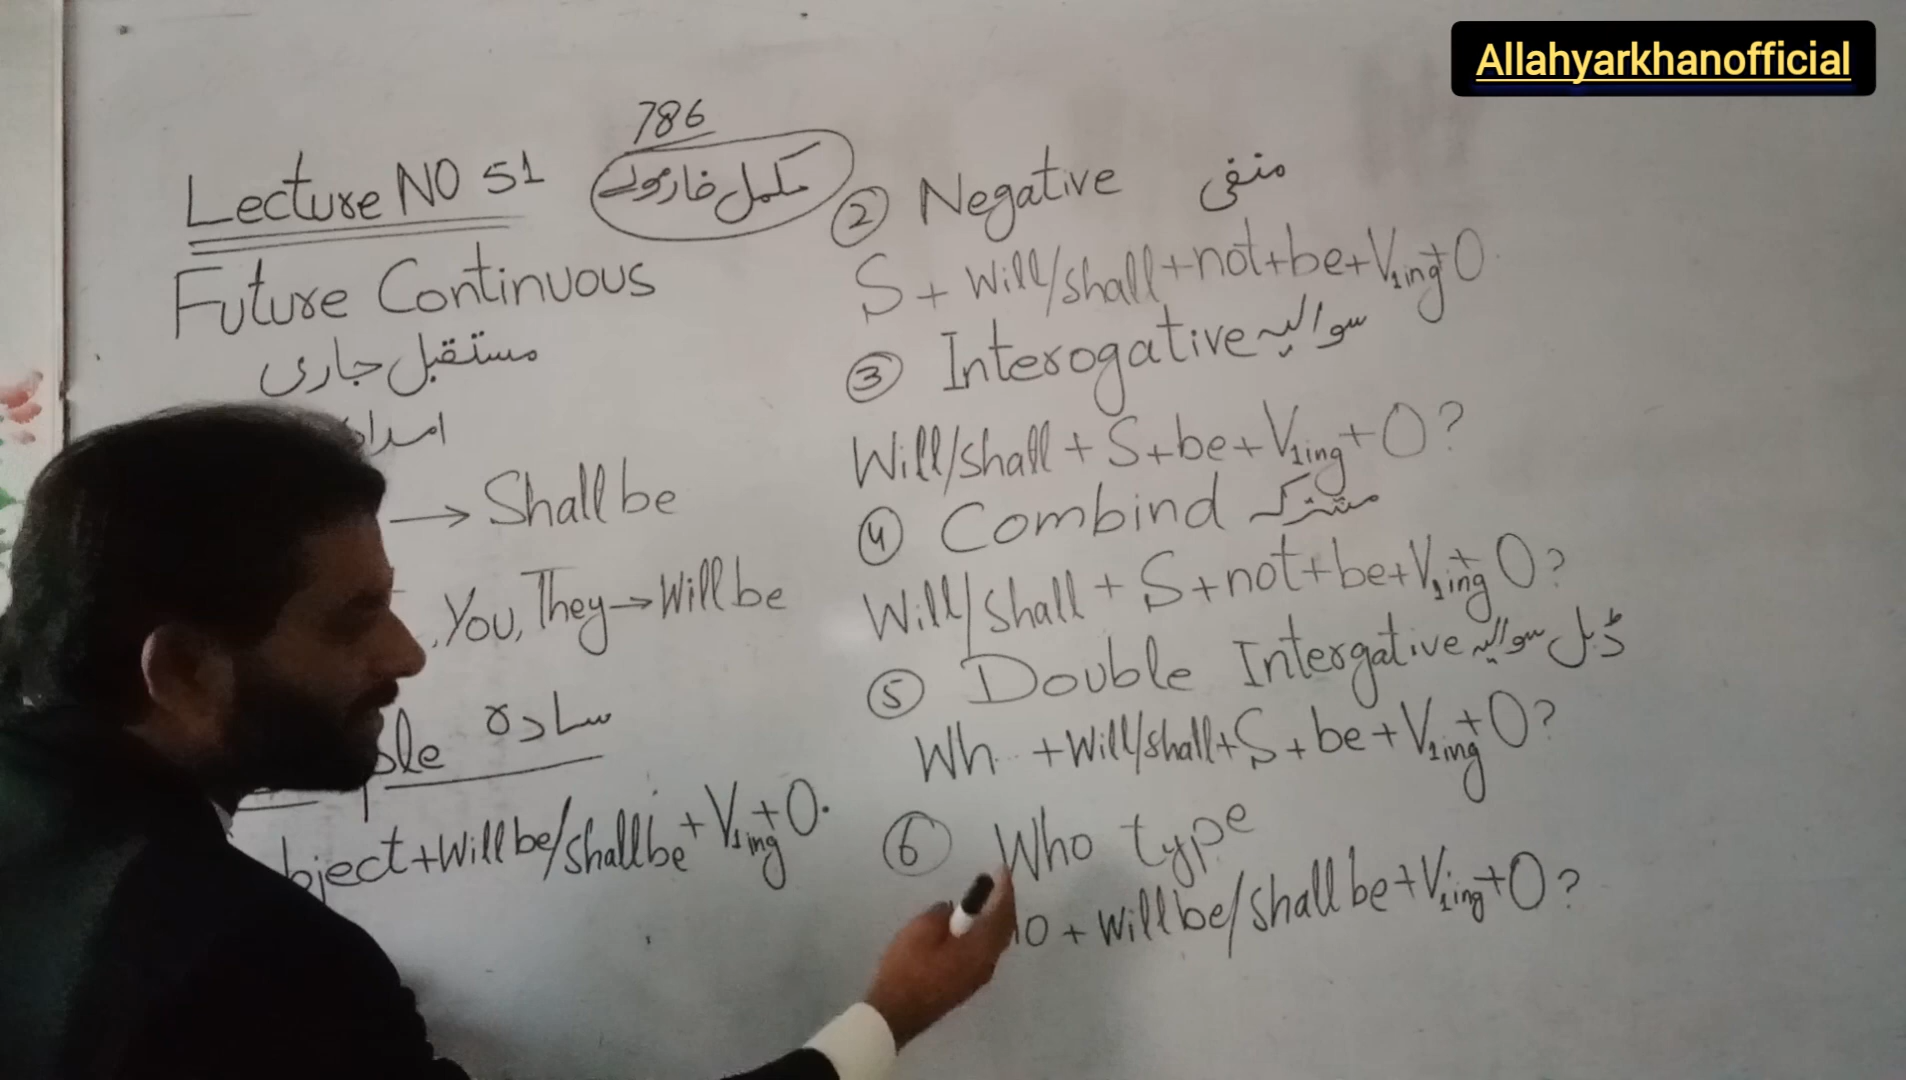 Allahyarkhanofficial
786
Lecture NO 51
مکمل فارمولے
Future Continuous
مستقبل جاری
→ Shall be
You, They → Will be
سادہ
+ Will be/shall be + V1ing + O.
② Negative منفی
S + Will/shall + not + be + V1ing + O.
③ Interogative سوالیہ
Will/shall + S + be + V1ing + O?
④ Combind مشترکہ
Will/shall + S + not + be + V1ing + O?
⑤ Double Intergative ڈبل سوالیہ
Wh.. + Will/shall + S + be + V1ing + O?
⑥ Who type
+ Will be/shall be + V1ing + O?